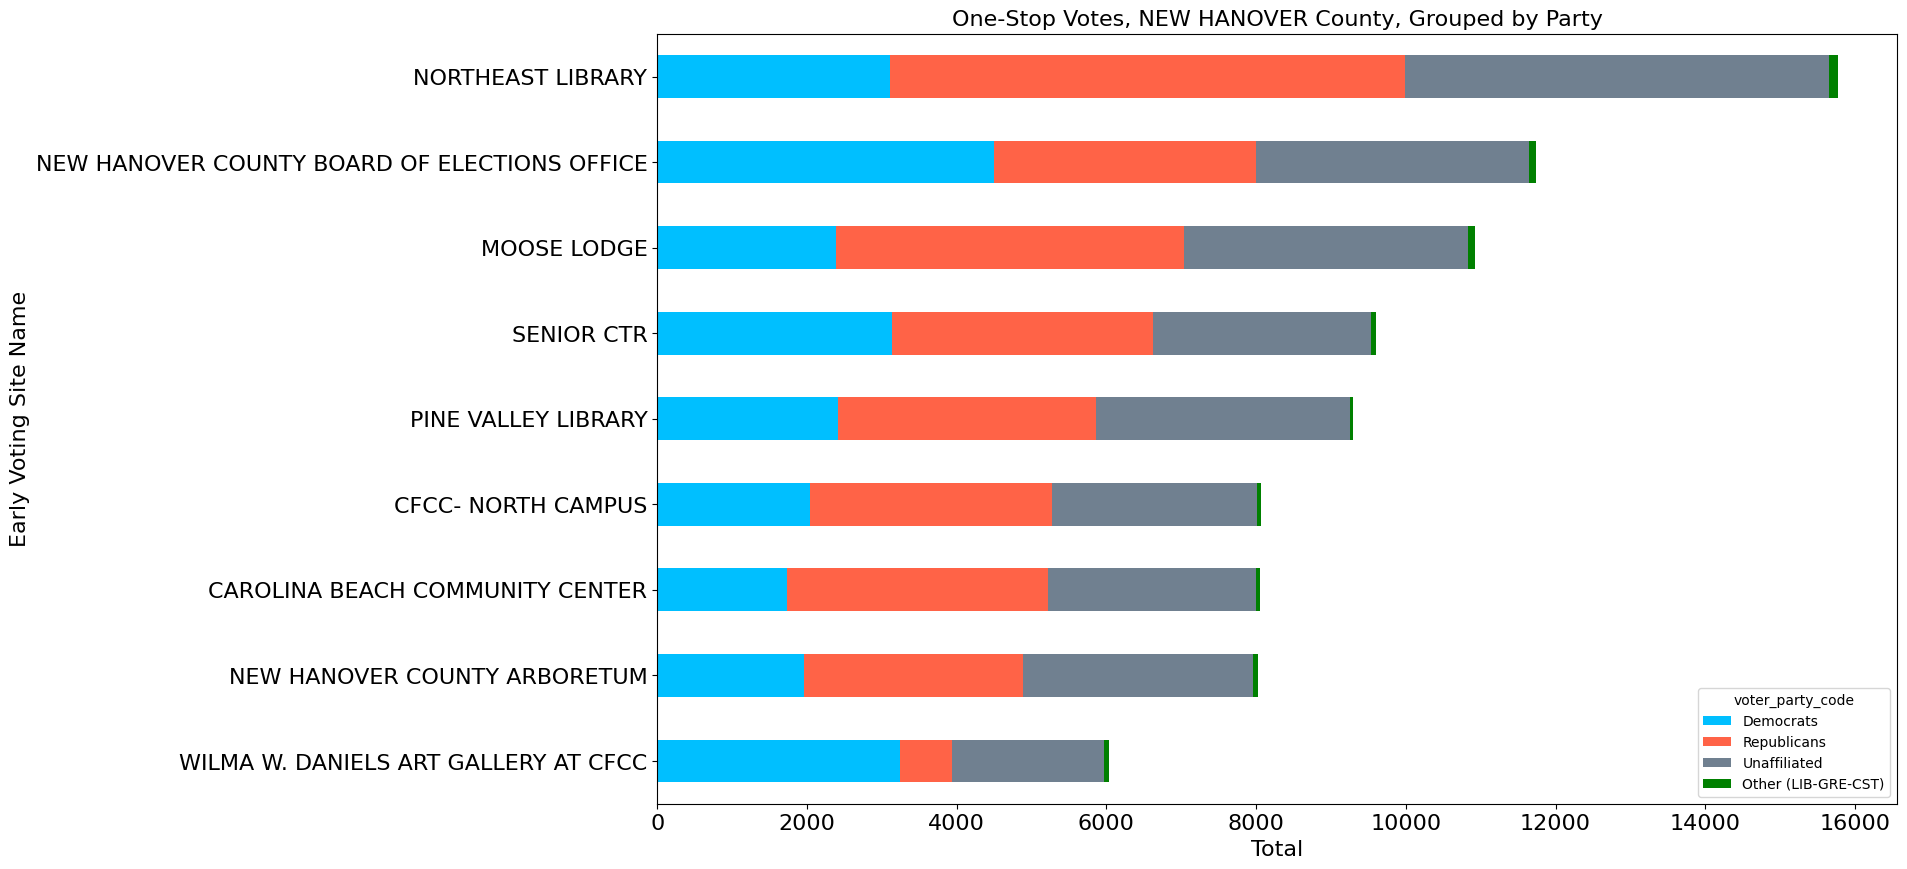 One-Stop Votes, NEW HANOVER County, Grouped by Party
Early Voting Site Name
NORTHEAST LIBRARY
NEW HANOVER COUNTY BOARD OF ELECTIONS OFFICE
MOOSE LODGE
SENIOR CTR
PINE VALLEY LIBRARY
CFCC- NORTH CAMPUS
CAROLINA BEACH COMMUNITY CENTER
NEW HANOVER COUNTY ARBORETUM
WILMA W. DANIELS ART GALLERY AT CFCC
voter_party_code
Democrats
Republicans
Unaffiliated
Other (LIB-GRE-CST)
0 2000 4000 6000 8000 10000 12000 14000 16000
Total